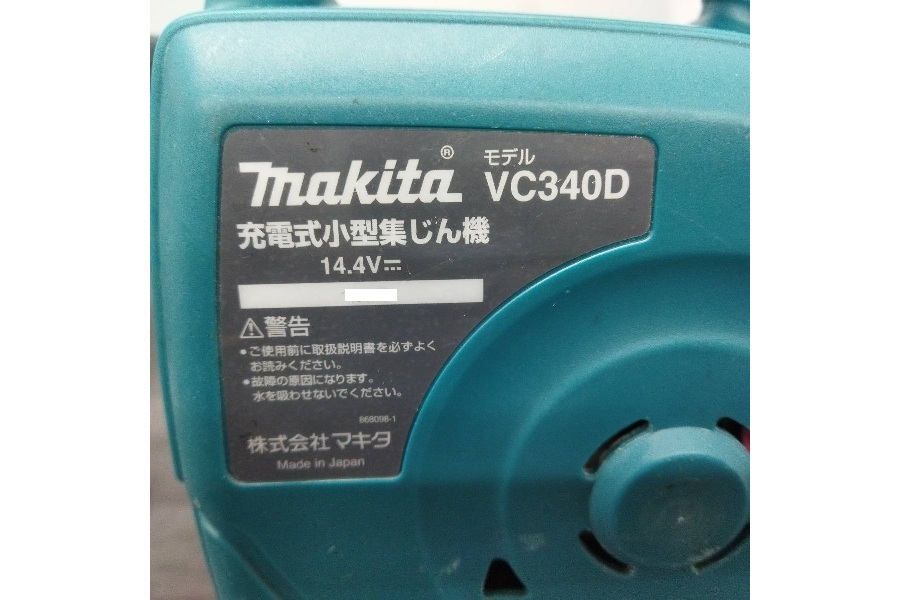 makita®
モデル
VC340D
充電式小型集じん機
14.4V⎓
⚠警告
•ご使用前に取扱説明書を必ずよく
お読みください。
•故障の原因になります。
水を吸わせないでください。
868098-1
株式会社マキタ
Made in Japan